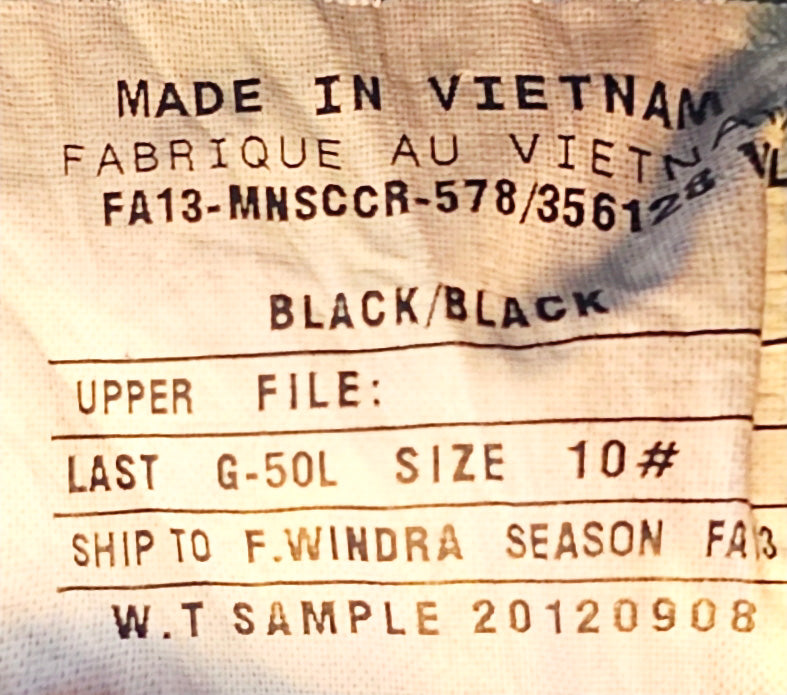 MADE IN VIETNAM
FABRIQUE AU VIETNAM VL
FA13-MNSCCR-578/356128
BLACK/BLACK
UPPER FILE:
LAST G-50L SIZE 10#
SHIP TO F.WINDRA SEASON FA13
W.T SAMPLE 20120908